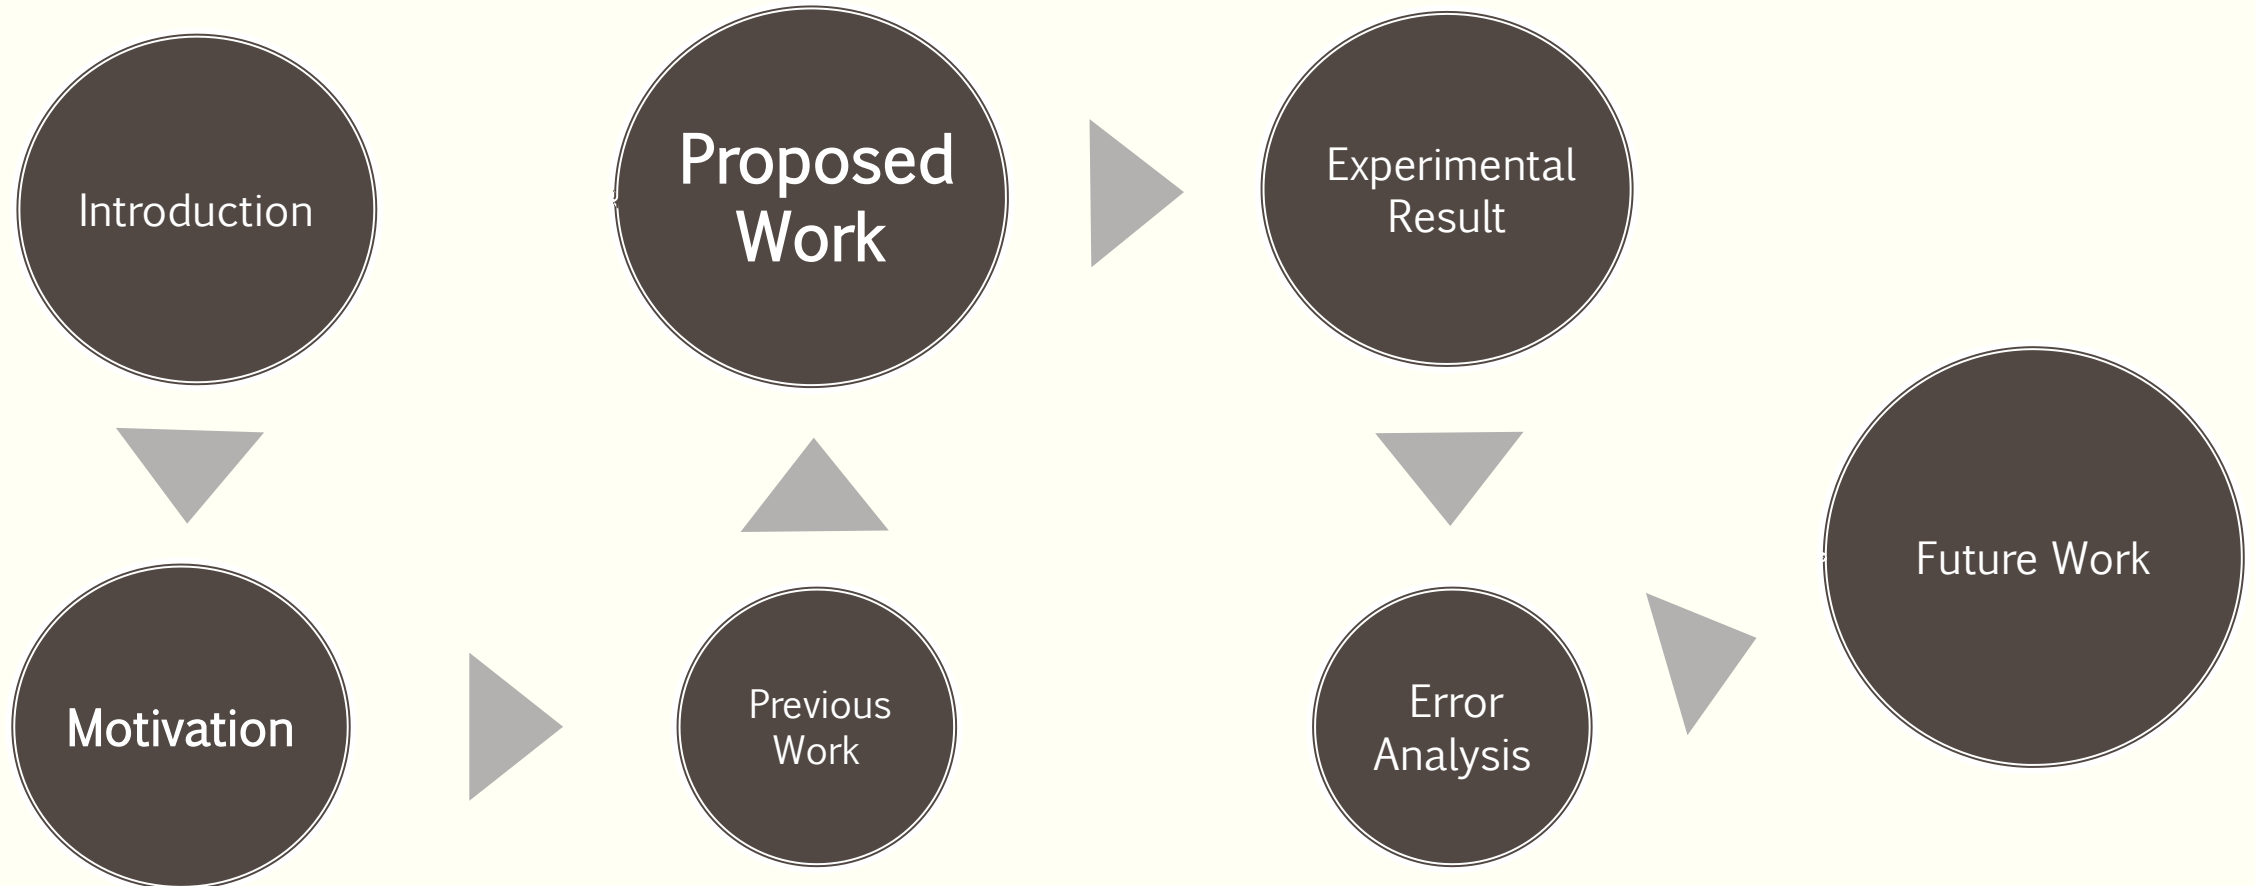 Introduction
Motivation
Previous
Work
Proposed
Work
Experimental
Result
Error
Analysis
Future Work